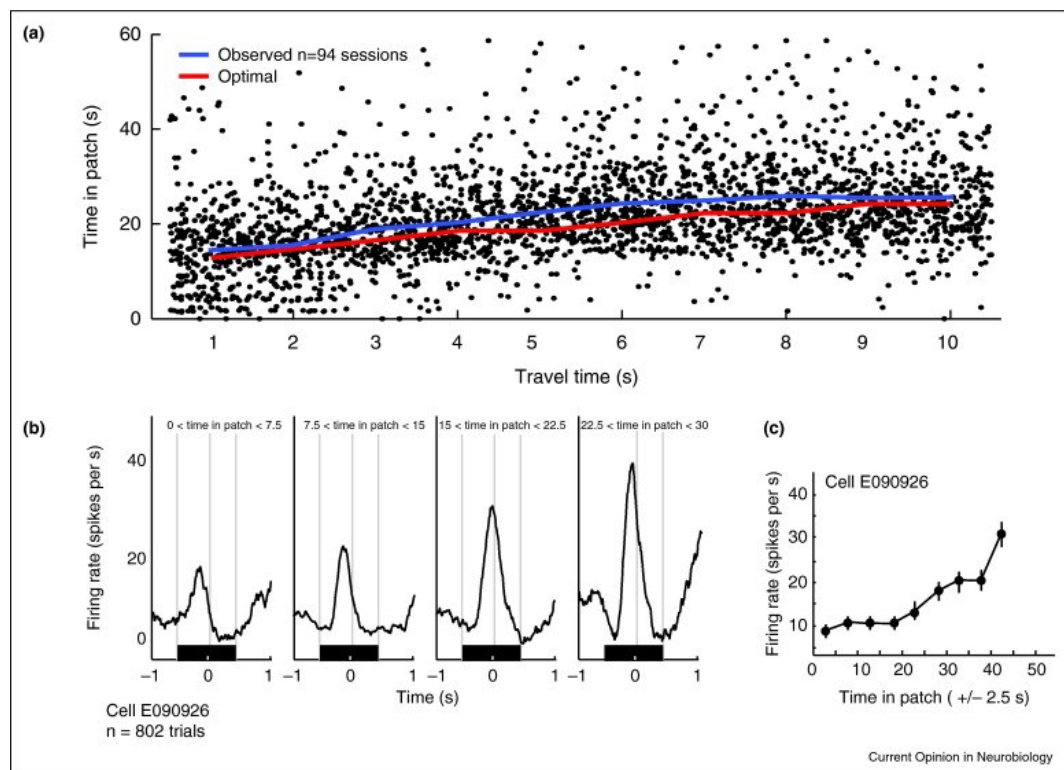 (a)
60
40
20
0
Time in patch (s)
Observed n=94 sessions
Optimal
1 2 3 4 5 6 7 8 9 10
Travel time (s)
(b)
0 < time in patch < 7.5
7.5 < time in patch < 15
15 < time in patch < 22.5
22.5 < time in patch < 30
40
20
0
Firing rate (spikes per s)
–1 0 1 –1 0 1 –1 0 1 –1 0 1
Time (s)
Cell E090926
n = 802 trials
(c)
Cell E090926
40
30
20
10
Firing rate (spikes per s)
0 10 20 30 40 50
Time in patch ( +/– 2.5 s)
Current Opinion in Neurobiology